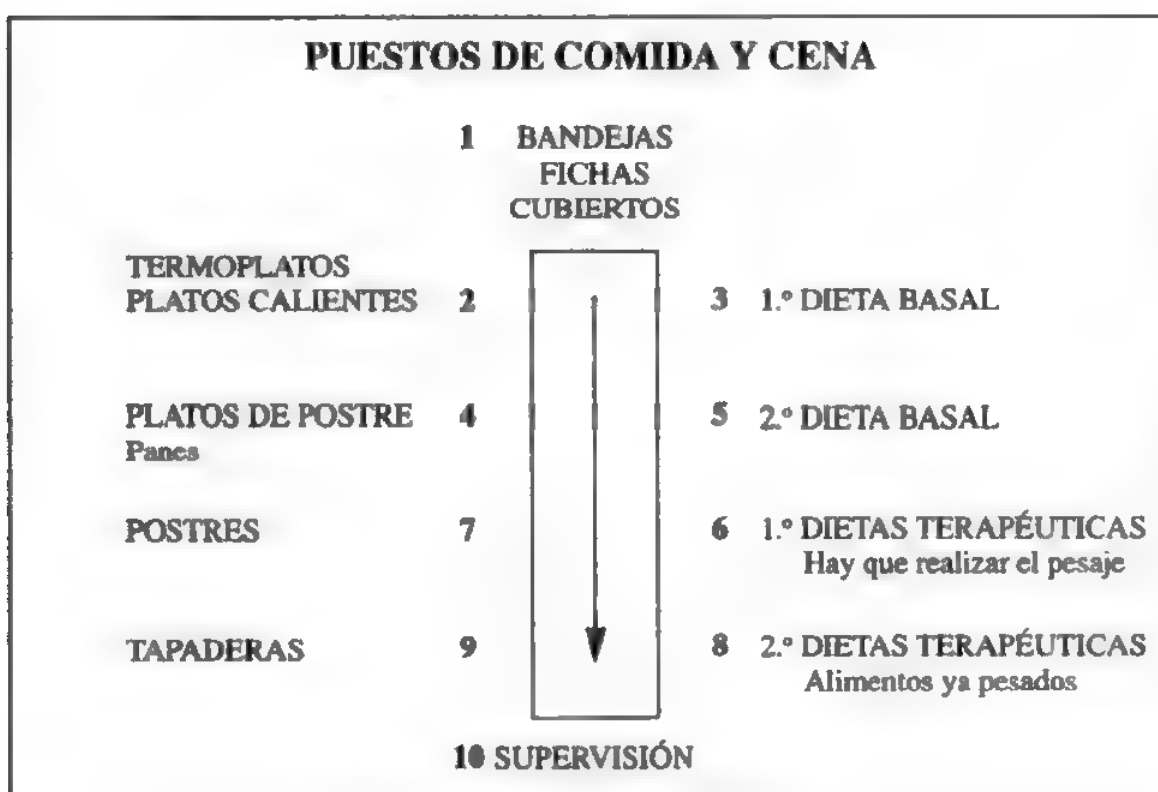 PUESTOS DE COMIDA Y CENA
1 BANDEJAS
FICHAS
CUBIERTOS
TERMOPLATOS
PLATOS CALIENTES 2
3 1.º DIETA BASAL
PLATOS DE POSTRE 4
Panes
5 2.º DIETA BASAL
POSTRES 7
6 1.º DIETAS TERAPÉUTICAS
Hay que realizar el pesaje
TAPADERAS 9
8 2.º DIETAS TERAPÉUTICAS
Alimentos ya pesados
10 SUPERVISIÓN